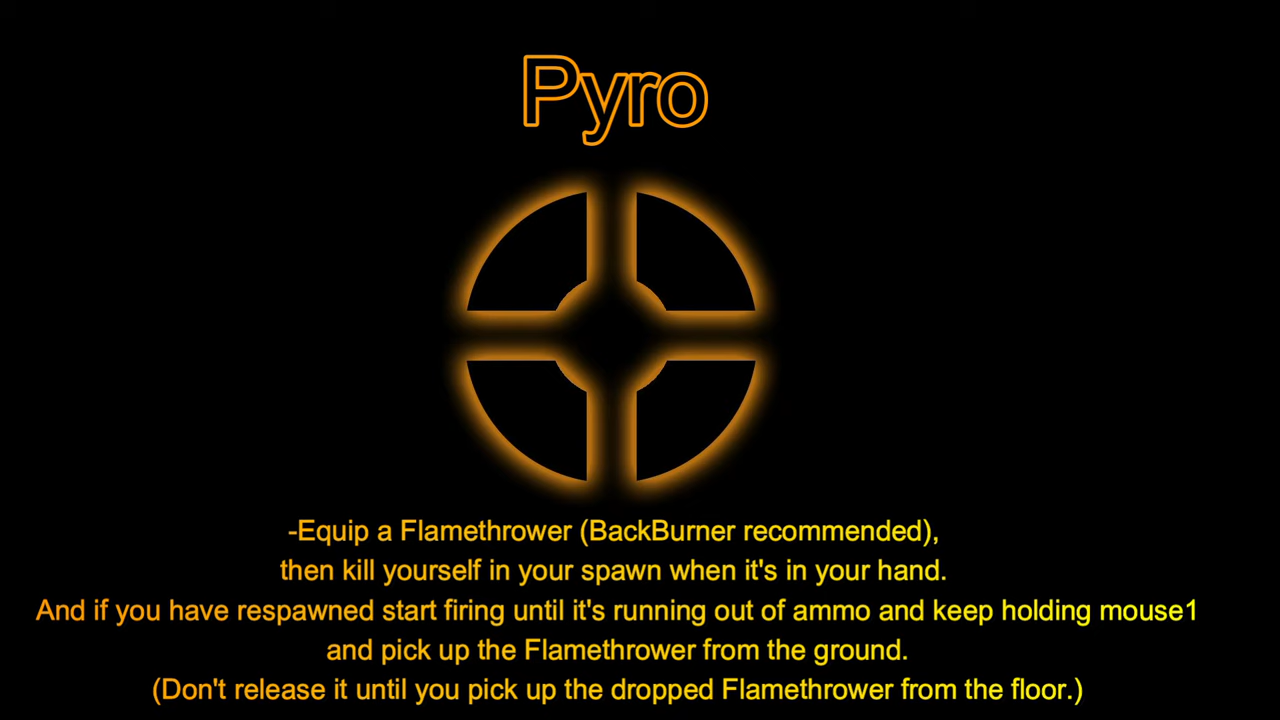 Pyro
-Equip a Flamethrower (BackBurner recommended),
then kill yourself in your spawn when it's in your hand.
And if you have respawned start firing until it's running out of ammo and keep holding mouse1
and pick up the Flamethrower from the ground.
(Don't release it until you pick up the dropped Flamethrower from the floor.)